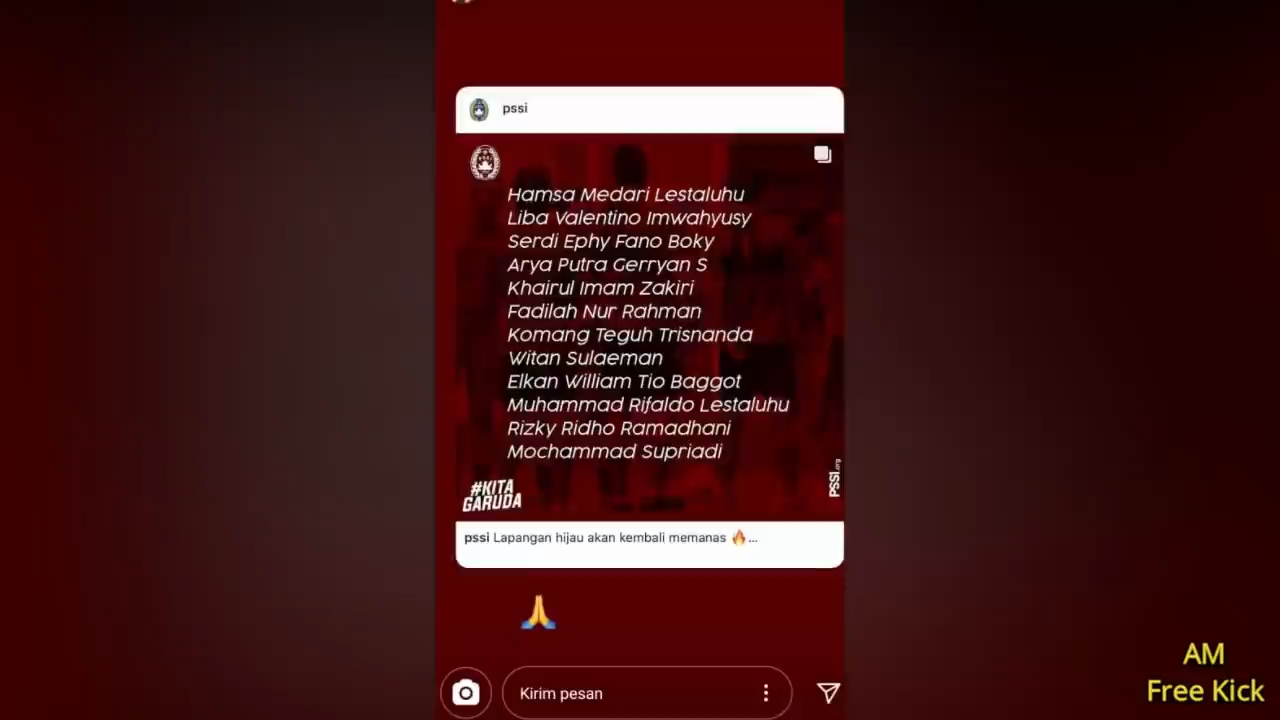 pssi
Hamsa Medari Lestaluhu
Liba Valentino Imwahyusy
Serdi Ephy Fano Boky
Arya Putra Gerryan S
Khairul Imam Zakiri
Fadilah Nur Rahman
Komang Teguh Trisnanda
Witan Sulaeman
Elkan William Tio Baggot
Muhammad Rifaldo Lestaluhu
Rizky Ridho Ramadhani
Mochammad Supriadi
PSSI.org
#KITA
GARUDA
pssi Lapangan hijau akan kembali memanas 🔥...
🙏
Kirim pesan
AM
Free Kick